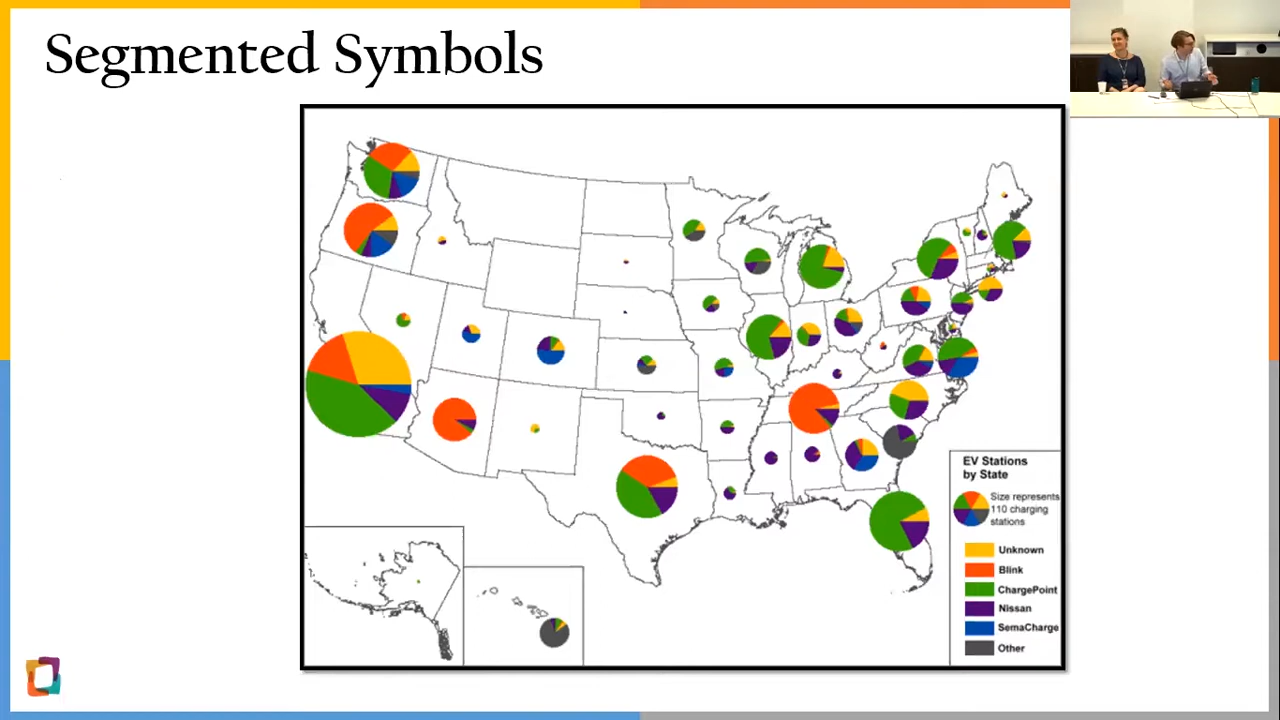 Segmented Symbols
EV Stations
by State
Size represents
110 charging
stations
Unknown
Blink
ChargePoint
Nissan
SemaCharge
Other